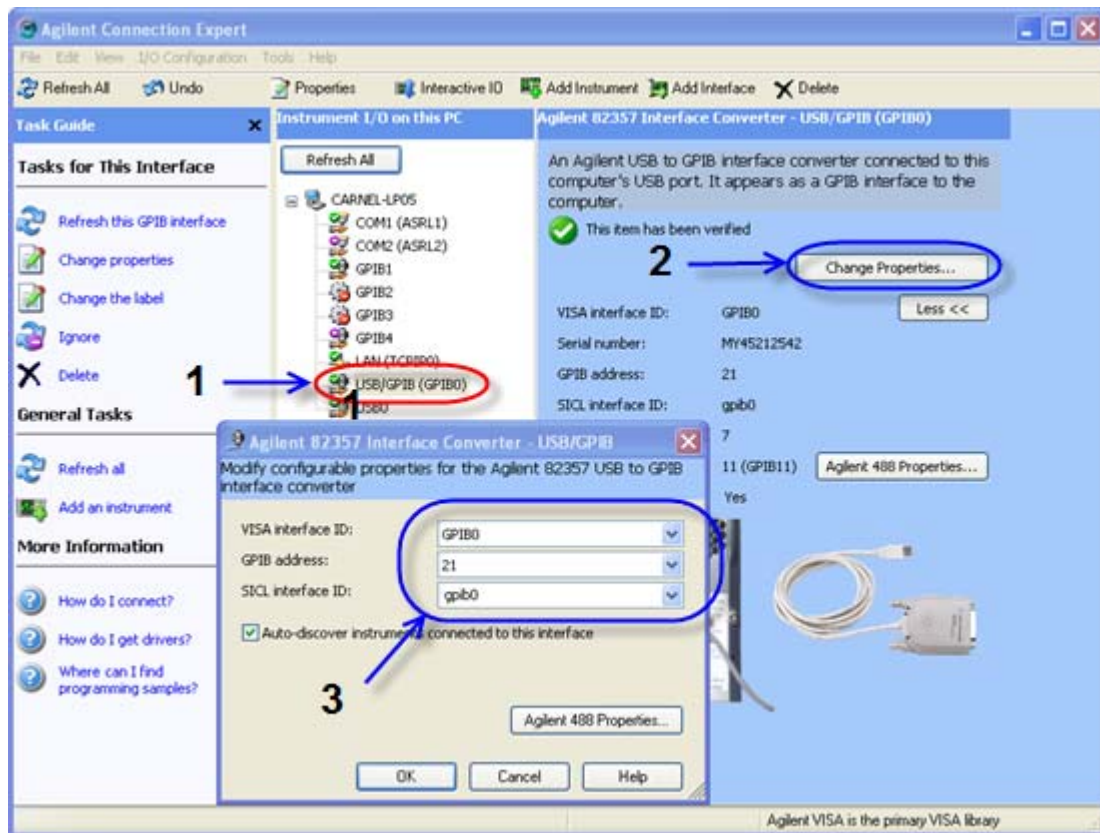 Agilent Connection Expert
File Edit View I/O Configuration Tools Help
Refresh All Undo Properties Interactive IO Add Instrument Add Interface Delete
Task Guide
Tasks for This Interface
Refresh this GPIB interface
Change properties
Change the label
Ignore
Delete
General Tasks
Refresh all
Add an instrument
More Information
How do I connect?
How do I get drivers?
Where can I find
programming samples?
Instrument I/O on this PC
Refresh All
CARNEL-LP05
COM1 (ASRL1)
COM2 (ASRL2)
GPIB1
GPIB2
GPIB3
GPIB4
LAN (TCPIP0)
1
USB/GPIB (GPIB0)
1
USB0
Agilent 82357 Interface Converter - USB/GPIB (GPIB0)
An Agilent USB to GPIB interface converter connected to this
computer's USB port. It appears as a GPIB interface to the
computer.
This item has been verified
2
Change Properties...
Less <<
VISA interface ID: GPIB0
Serial number: MY45212542
GPIB address: 21
SICL interface ID: gpib0
7
11 (GPIB11) Agilent 488 Properties...
Yes
Agilent 82357 Interface Converter - USB/GPIB
Modify configurable properties for the Agilent 82357 USB to GPIB
interface converter
VISA interface ID: GPIB0
GPIB address: 21
SICL interface ID: gpib0
Auto-discover instruments connected to this interface
3
Agilent 488 Properties...
OK Cancel Help
Agilent VISA is the primary VISA library